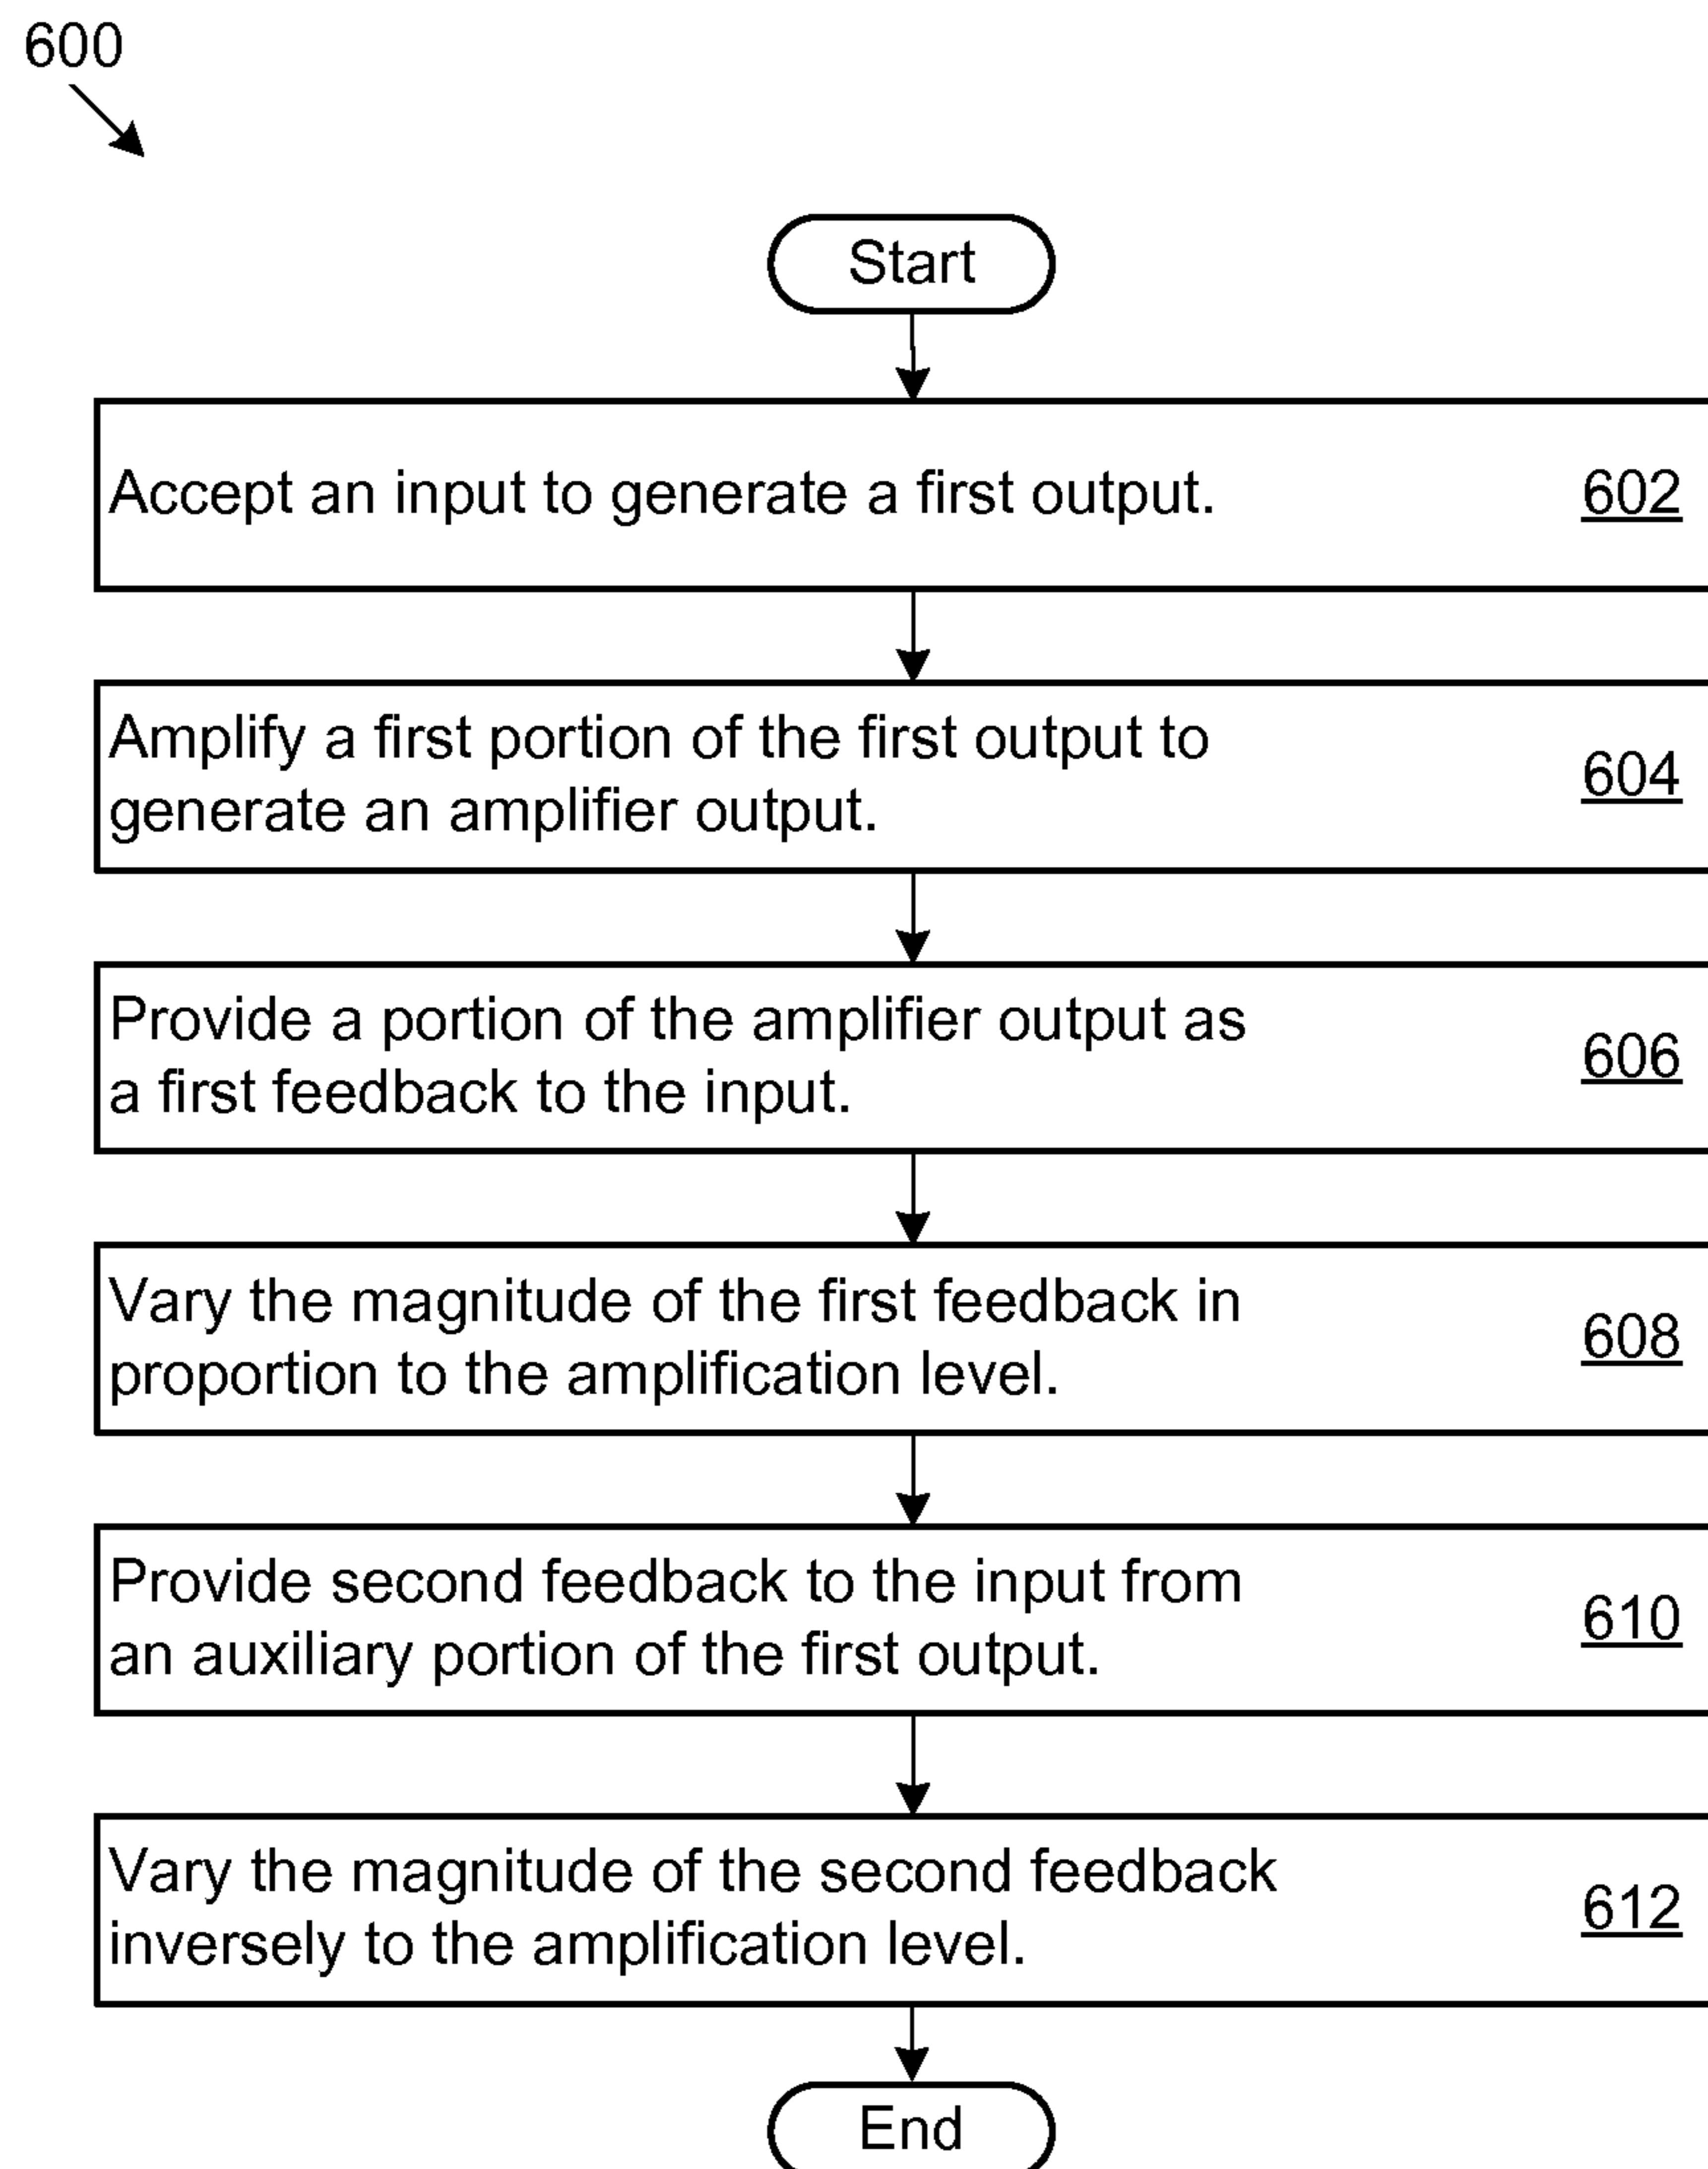 600
Start
Accept an input to generate a first output.
602
Amplify a first portion of the first output to
generate an amplifier output.
604
Provide a portion of the amplifier output as
a first feedback to the input.
606
Vary the magnitude of the first feedback in
proportion to the amplification level.
608
Provide second feedback to the input from
an auxiliary portion of the first output.
610
Vary the magnitude of the second feedback
inversely to the amplification level.
612
End